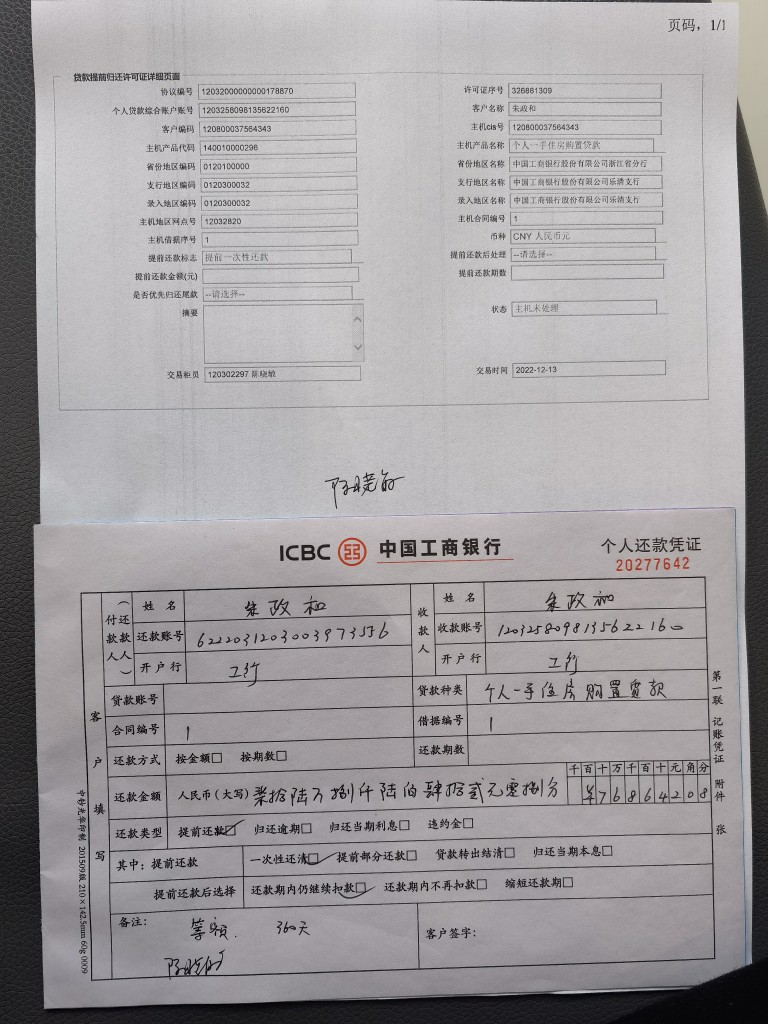 页码，1/1
贷款提前归还许可证详细页面
协议编号 12032000000000178870 许可证序号 326861309
个人贷款综合账户账号 1203258098135622160 客户名称 朱政和
客户编码 120800037564343 主机cis号 120800037564343
主机产品代码 140010000296 主机产品名称 个人一手住房购置贷款
省份地区编码 0120100000 省份地区名称 中国工商银行股份有限公司浙江省分行
支行地区编码 0120300032 支行地区名称 中国工商银行股份有限公司乐清支行
录入地区编码 0120300032 录入地区名称 中国工商银行股份有限公司乐清支行
主机地区网点号 12032820 主机合同编号 1
主机借据序号 1 币种 CNY 人民币元
提前还款标志 提前一次性还款 提前还款后处理 --请选择--
提前还款金额(元) 提前还款期数
是否优先归还尾款 --请选择--
摘要 状态 主机未处理
交易柜员 120302297 陈晓敏 交易时间 2022-12-13
陈晓敏
ICBC 中国工商银行 个人还款凭证
20277642
（还款人）付款人 姓名 朱政和 收款人 姓名 朱政和
还款账号 6222031203003973556 收款账号 1203258098135622160
开户行 工行 开户行 工行
贷款账号 贷款种类 个人一手住房购置贷款
合同编号 1 借据编号 1
还款方式 按金额□ 按期数□ 还款期数
千百十万千百十元角分
还款金额 人民币（大写）柒拾陆万捌仟陆佰肆拾贰元零捌分 ¥76864208
还款类型 提前还款□ 归还逾期□ 归还当期利息□ 违约金□
其中：提前还款 一次性还清□ 提前部分还款□ 贷款转出结清□ 归还当期本息□
提前还款后选择 还款期内仍继续扣款□ 还款期内不再扣款□ 缩短还款期□
备注： 等额. 360天 客户签字：
陈晓敏
客户填写
第一联 记账凭证 附件 张
中钞光华印制 201509版 210×142.5mm 60g 0009